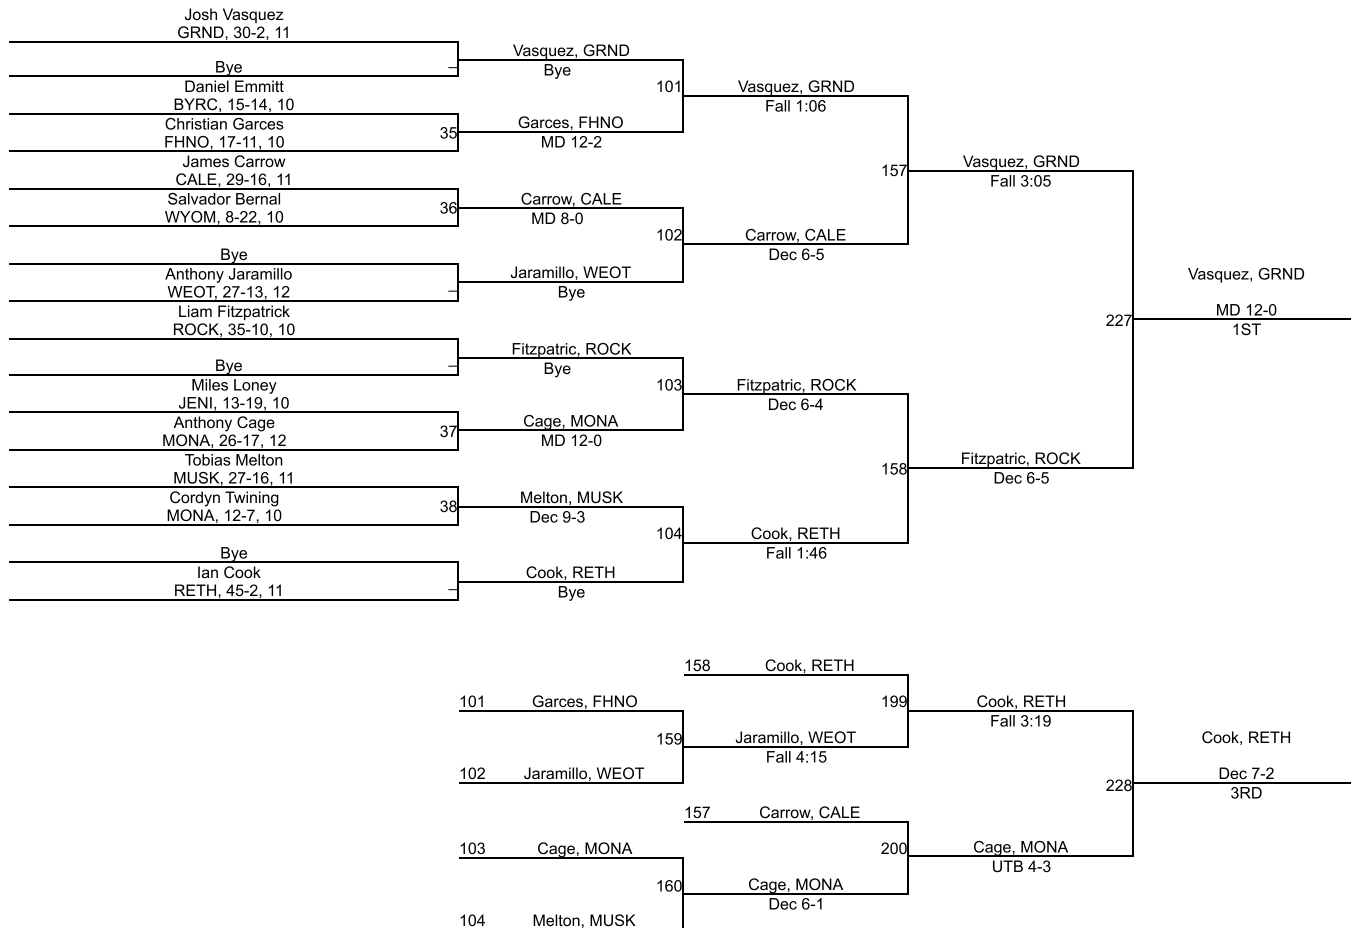 Josh Vasquez
GRND, 30-2, 11
Bye
Daniel Emmitt
BYRC, 15-14, 10
Christian Garces
FHNO, 17-11, 10
James Carrow
CALE, 29-16, 11
Salvador Bernal
WYOM, 8-22, 10
Bye
Anthony Jaramillo
WEOT, 27-13, 12
Liam Fitzpatrick
ROCK, 35-10, 10
Bye
Miles Loney
JENI, 13-19, 10
Anthony Cage
MONA, 26-17, 12
Tobias Melton
MUSK, 27-16, 11
Cordyn Twining
MONA, 12-7, 10
Bye
Ian Cook
RETH, 45-2, 11
Vasquez, GRND
Bye
35
Garces, FHNO
MD 12-2
36
Carrow, CALE
MD 8-0
Jaramillo, WEOT
Bye
Fitzpatric, ROCK
Bye
37
Cage, MONA
MD 12-0
38
Melton, MUSK
Dec 9-3
Cook, RETH
Bye
101
Vasquez, GRND
Fall 1:06
102
Carrow, CALE
Dec 6-5
103
Fitzpatric, ROCK
Dec 6-4
104
Cook, RETH
Fall 1:46
157
Vasquez, GRND
Fall 3:05
158
Fitzpatric, ROCK
Dec 6-5
227
Vasquez, GRND
MD 12-0
1ST
158 Cook, RETH
101 Garces, FHNO
159
Jaramillo, WEOT
Fall 4:15
102 Jaramillo, WEOT
199
Cook, RETH
Fall 3:19
157 Carrow, CALE
103 Cage, MONA
160
Cage, MONA
Dec 6-1
104 Melton, MUSK
200
Cage, MONA
UTB 4-3
228
Cook, RETH
Dec 7-2
3RD